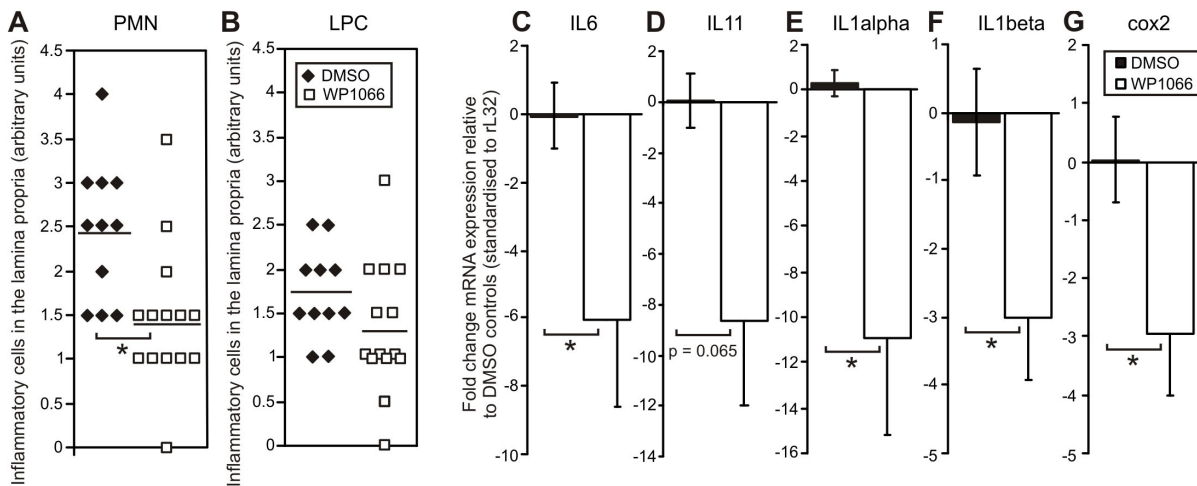 A
PMN
Inflammatory cells in the lamina propria (arbitrary units)
4.5
4
3.5
3
2.5
2
1.5
1
0.5
0
*
B
LPC
Inflammatory cells in the lamina propria (arbitrary units)
4.5
4
3.5
3
2.5
2
1.5
1
0.5
0
DMSO
WP1066
C
IL6
Fold change mRNA expression relative
to DMSO controls (standardised to rL32)
2
0
-2
-4
-6
-8
-10
*
D
IL11
2
0
-2
-4
-6
-8
-10
-12
-14
p = 0.065
E
IL1alpha
2
0
-2
-4
-6
-8
-10
-12
-14
-16
*
F
IL1beta
1
0
-1
-2
-3
-4
-5
*
G
cox2
2
1
0
-1
-2
-3
-4
-5
DMSO
WP1066
*